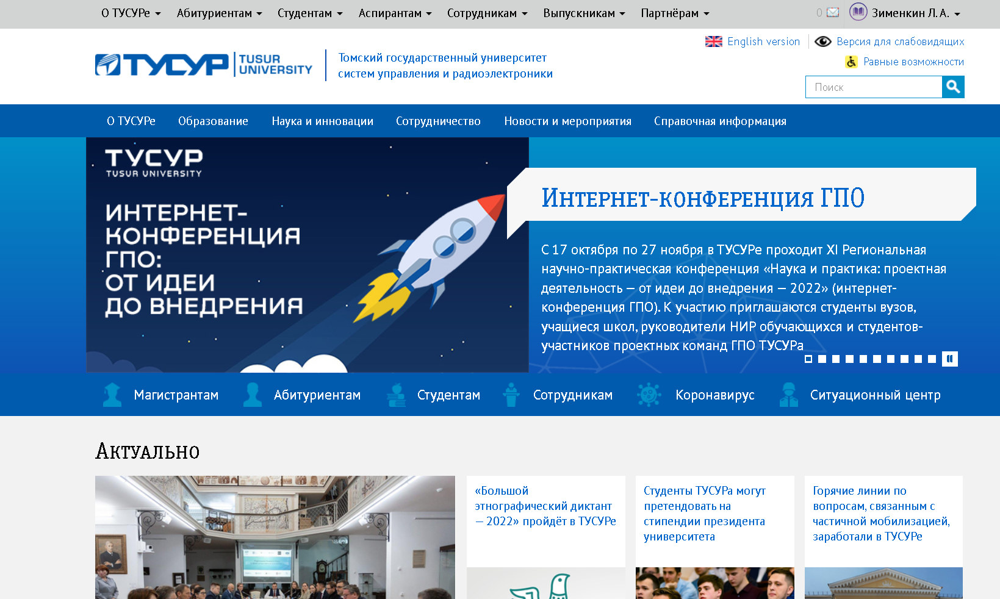 О ТУСУРе Абитуриентам Студентам Аспирантам Сотрудникам Выпускникам Партнёрам 0 Зименкин Л. А.
English version Версия для слабовидящих
Равные возможности
ТУСУР TUSUR UNIVERSITY
Томский государственный университет
систем управления и радиоэлектроники
Поиск
О ТУСУРе Образование Наука и инновации Сотрудничество Новости и мероприятия Справочная информация
ТУСУР
TUSUR UNIVERSITY
ИНТЕРНЕТ-
КОНФЕРЕНЦИЯ
ГПО:
ОТ ИДЕИ
ДО ВНЕДРЕНИЯ
Интернет-конференция ГПО
С 17 октября по 27 ноября в ТУСУРе проходит XI Региональная
научно-практическая конференция «Наука и практика: проектная
деятельность – от идеи до внедрения – 2022» (интернет-
конференция ГПО). К участию приглашаются студенты вузов,
учащиеся школ, руководители НИР обучающихся и студентов-
участников проектных команд ГПО ТУСУРа
Магистрантам Абитуриентам Студентам Сотрудникам Коронавирус Ситуационный центр
Актуально
«Большой
этнографический диктант
– 2022» пройдёт в ТУСУРе
Студенты ТУСУРа могут
претендовать на
стипендии президента
университета
Горячие линии по
вопросам, связанным с
частичной мобилизацией,
заработали в ТУСУРе